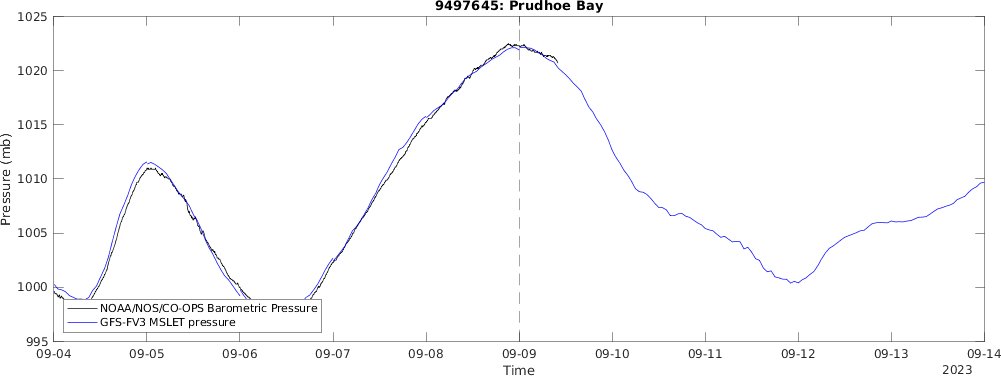 9497645: Prudhoe Bay
1025
1020
1015
1010
1005
1000
995
Pressure (mb)
NOAA/NOS/CO-OPS Barometric Pressure
GFS-FV3 MSLET pressure
09-04 09-05 09-06 09-07 09-08 09-09 09-10 09-11 09-12 09-13 09-14
Time
2023